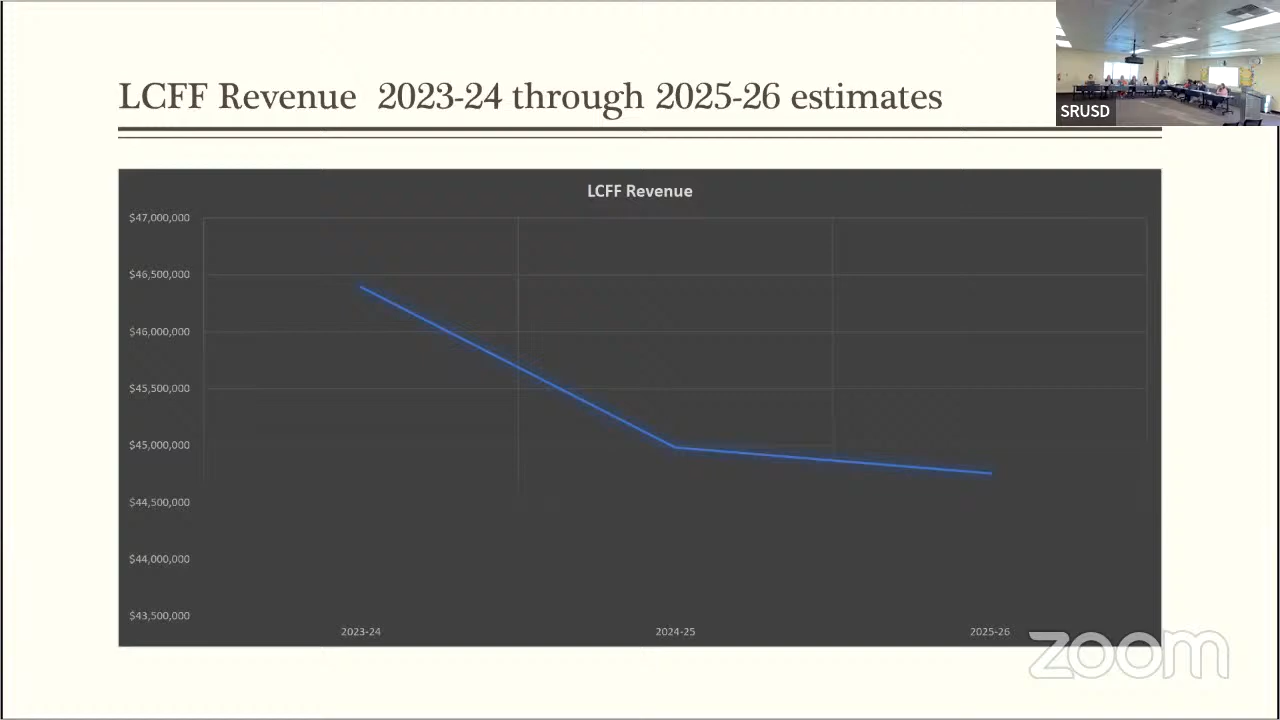 LCFF Revenue 2023-24 through 2025-26 estimates
SRUSD
LCFF Revenue
$47,000,000
$46,500,000
$46,000,000
$45,500,000
$45,000,000
$44,500,000
$44,000,000
$43,500,000
2023-24 2024-25 2025-26
zoom